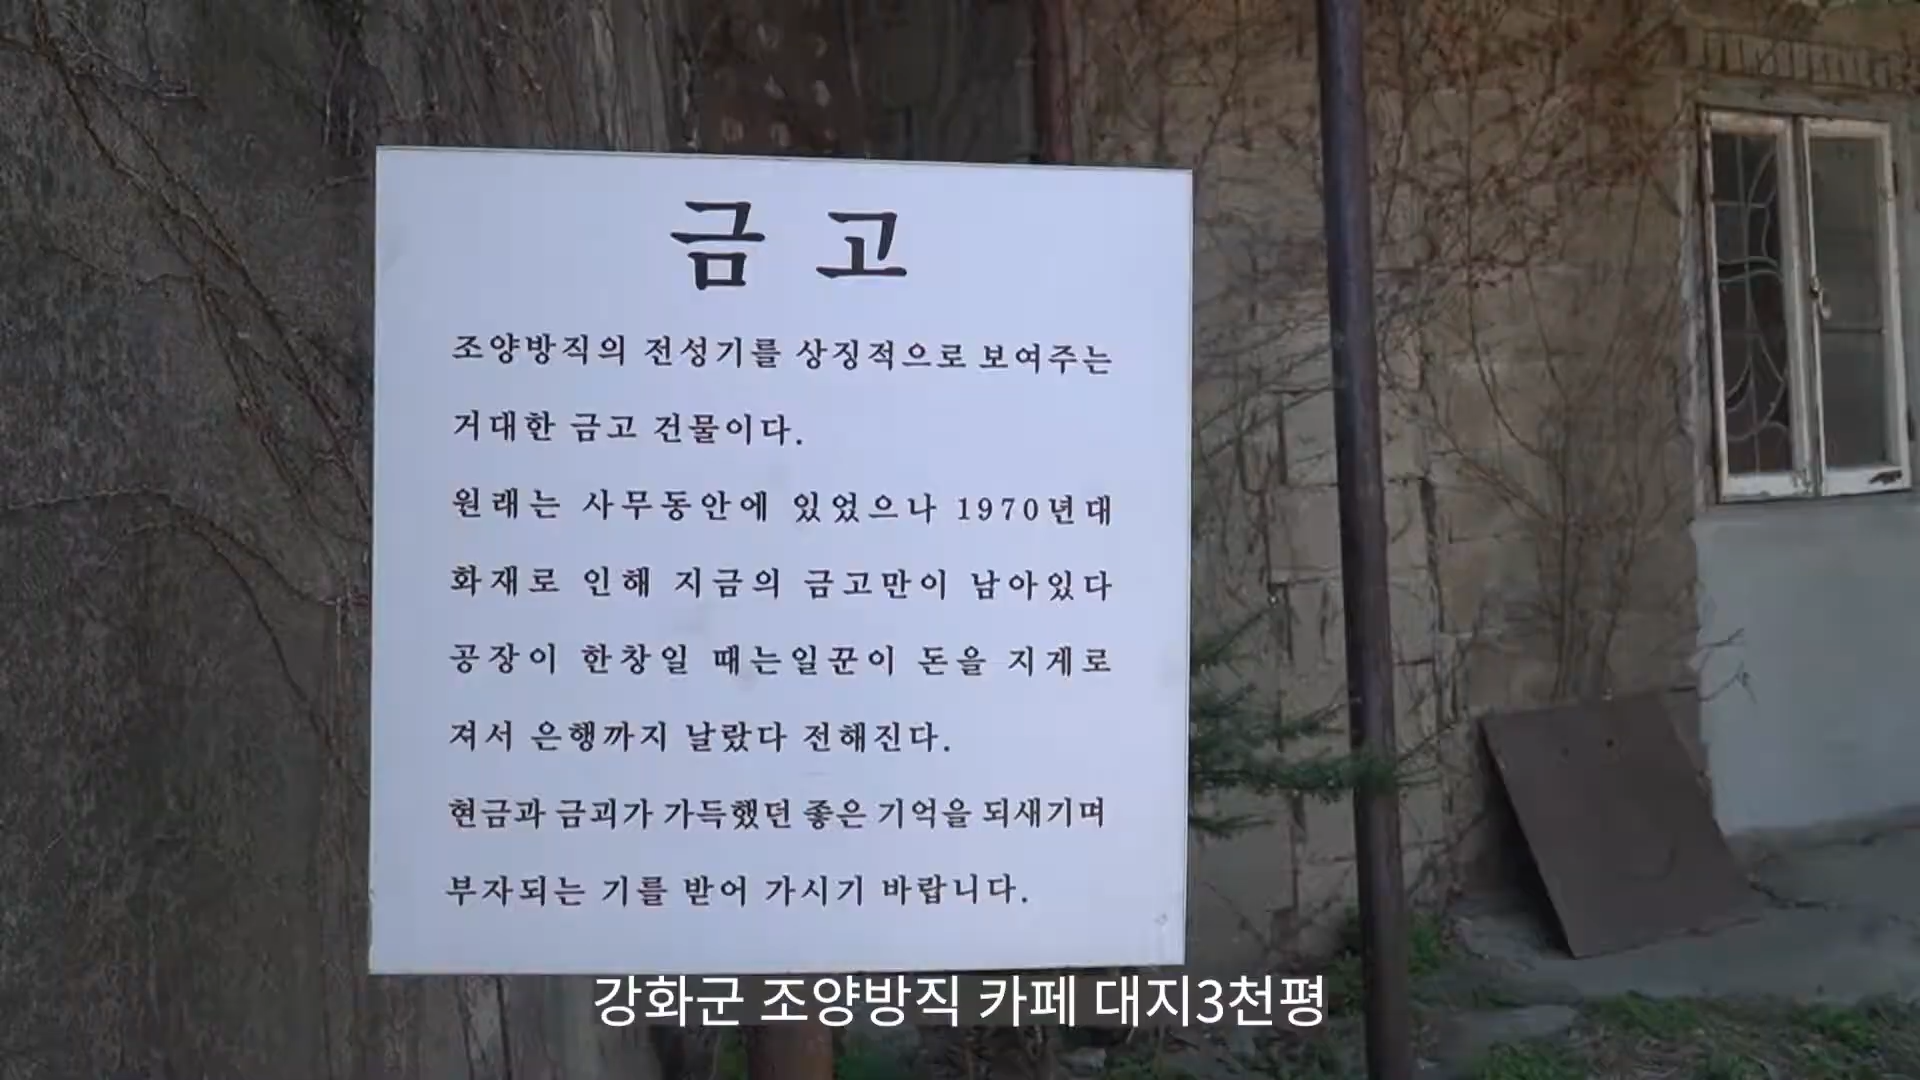 금 고
조양방직의 전성기를 상징적으로 보여주는
거대한 금고 건물이다.
원래는 사무동안에 있었으나 1970년대
화재로 인해 지금의 금고만이 남아있다
공장이 한창일 때는일꾼이 돈을 지게로
져서 은행까지 날랐다 전해진다.
현금과 금괴가 가득했던 좋은 기억을 되새기며
부자되는 기를 받어 가시기 바랍니다.
강화군 조양방직 카페 대지3천평